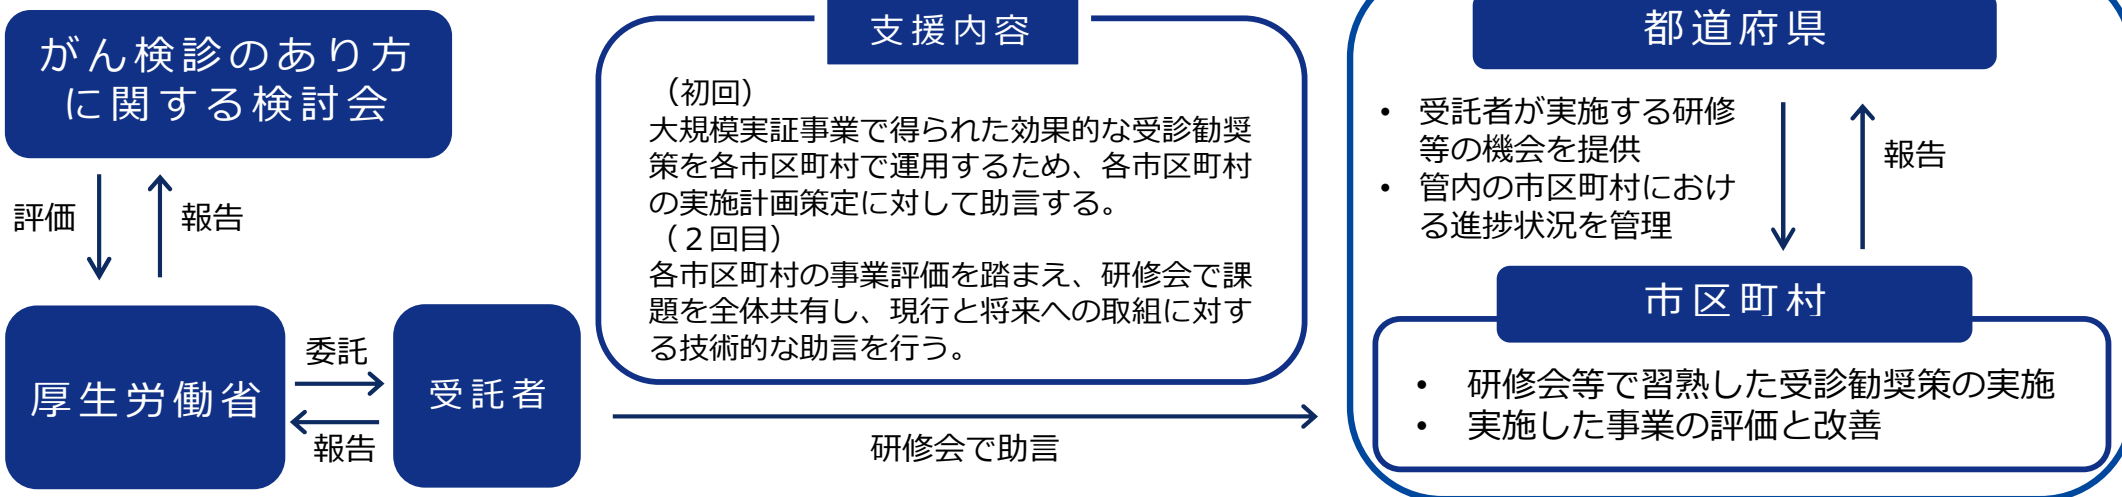 がん検診のあり方
に関する検討会
評価
報告
厚生労働省
委託
報告
受託者
支援内容
（初回）
大規模実証事業で得られた効果的な受診勧奨
策を各市区町村で運用するため、各市区町村
の実施計画策定に対して助言する。
（２回目）
各市区町村の事業評価を踏まえ、研修会で課
題を全体共有し、現行と将来への取組に対す
る技術的な助言を行う。
研修会で助言
都道府県
• 受託者が実施する研修
等の機会を提供
• 管内の市区町村におけ
る進捗状況を管理
報告
市区町村
• 研修会等で習熟した受診勧奨策の実施
• 実施した事業の評価と改善